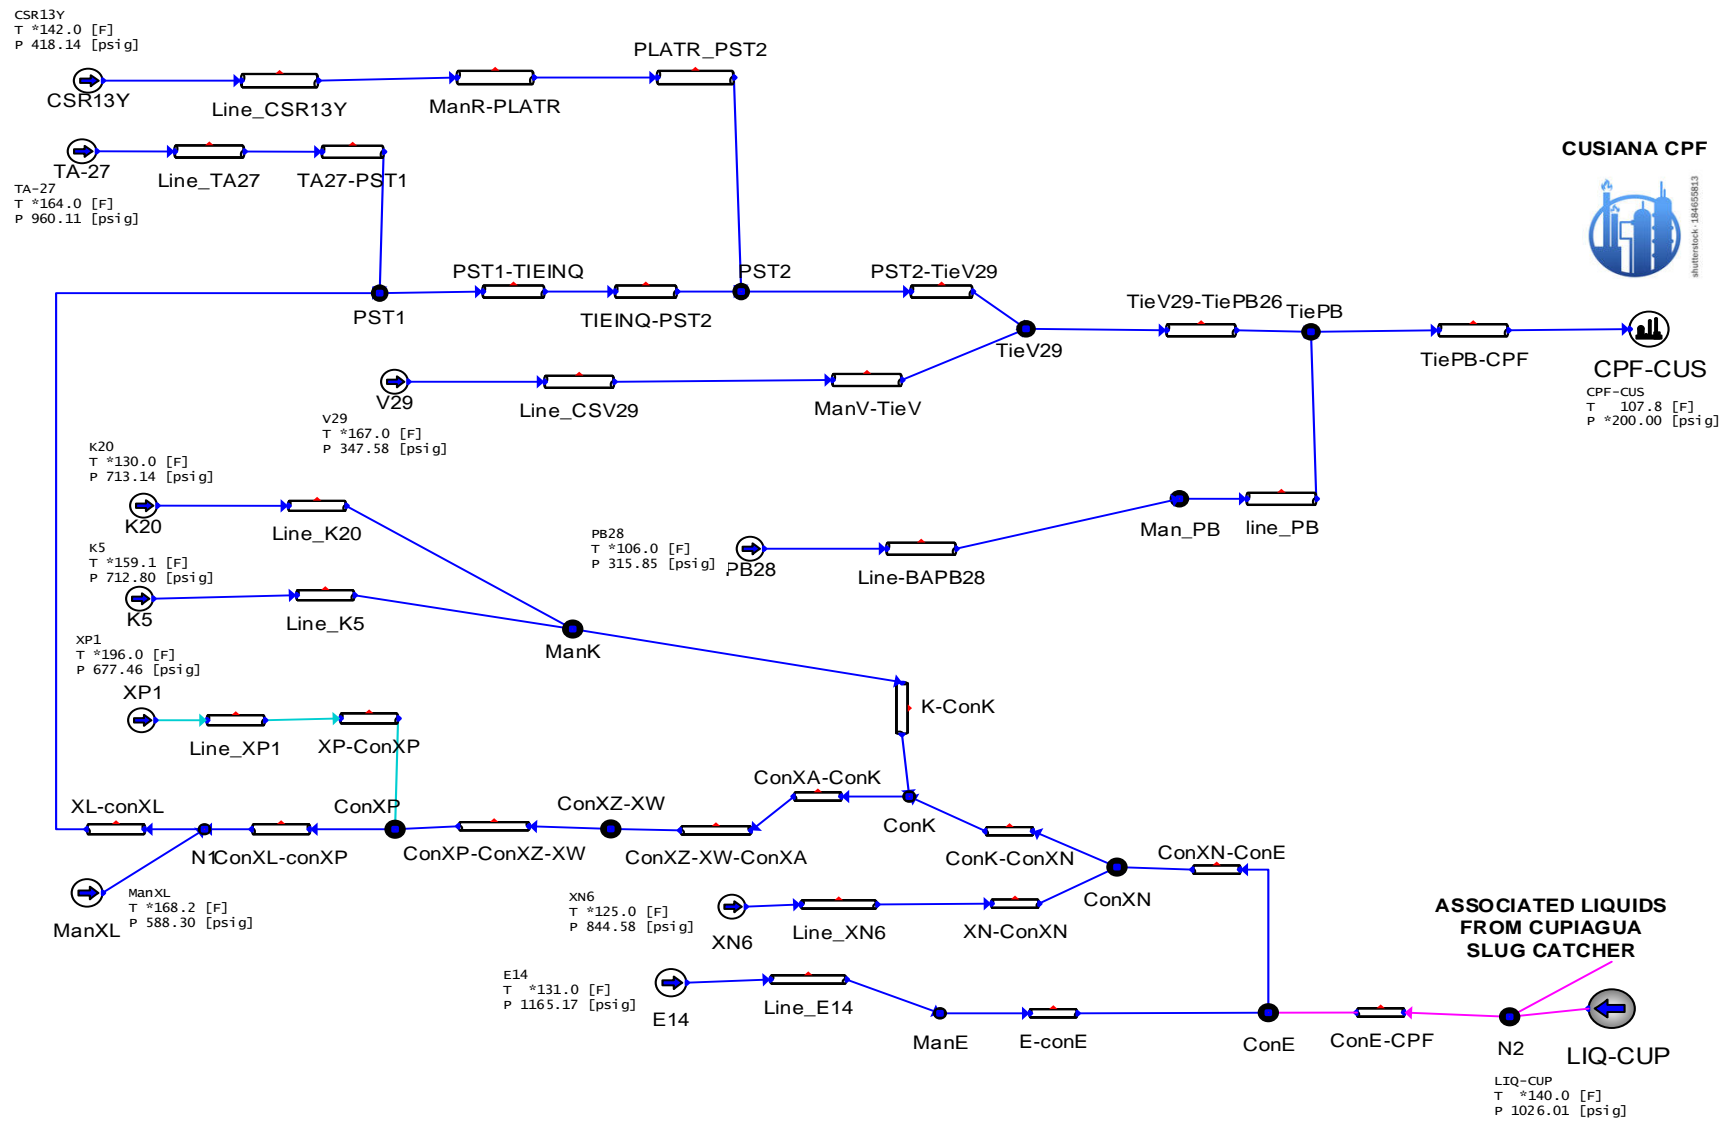 CSR13Y
T *142.0 [F]
P 418.14 [psig]
CSR13Y
Line_CSR13Y
ManR-PLATR
PLATR_PST2
TA-27
Line_TA27
TA27-PST1
TA-27
T *164.0 [F]
P 960.11 [psig]
CUSIANA CPF
shutterstock · 184655813
PST1
PST1-TIEINQ
TIEINQ-PST2
PST2
PST2-TieV29
TieV29
TieV29-TiePB26
TiePB
TiePB-CPF
CPF-CUS
CPF-CUS
T 107.8 [F]
P *200.00 [psig]
V29
Line_CSV29
ManV-TieV
V29
T *167.0 [F]
P 347.58 [psig]
K20
T *130.0 [F]
P 713.14 [psig]
K20
Line_K20
K5
T *159.1 [F]
P 712.80 [psig]
K5
Line_K5
ManK
PB28
T *106.0 [F]
P 315.85 [psig]
PB28
Line-BAPB28
Man_PB
line_PB
XP1
T *196.0 [F]
P 677.46 [psig]
XP1
Line_XP1
XP-ConXP
K-ConK
XL-conXL
N1
ConXL-conXP
ConXP
ConXP-ConXZ-XW
ConXZ-XW
ConXZ-XW-ConXA
ConXA-ConK
ConK
ConK-ConXN
ConXN
ConXN-ConE
ManXL
ManXL
T *168.2 [F]
P 588.30 [psig]
XN6
T *125.0 [F]
P 844.58 [psig]
XN6
Line_XN6
XN-ConXN
ASSOCIATED LIQUIDS
FROM CUPIAGUA
SLUG CATCHER
E14
T *131.0 [F]
P 1165.17 [psig]
E14
Line_E14
ManE
E-conE
ConE
ConE-CPF
N2
LIQ-CUP
LIQ-CUP
T *140.0 [F]
P 1026.01 [psig]